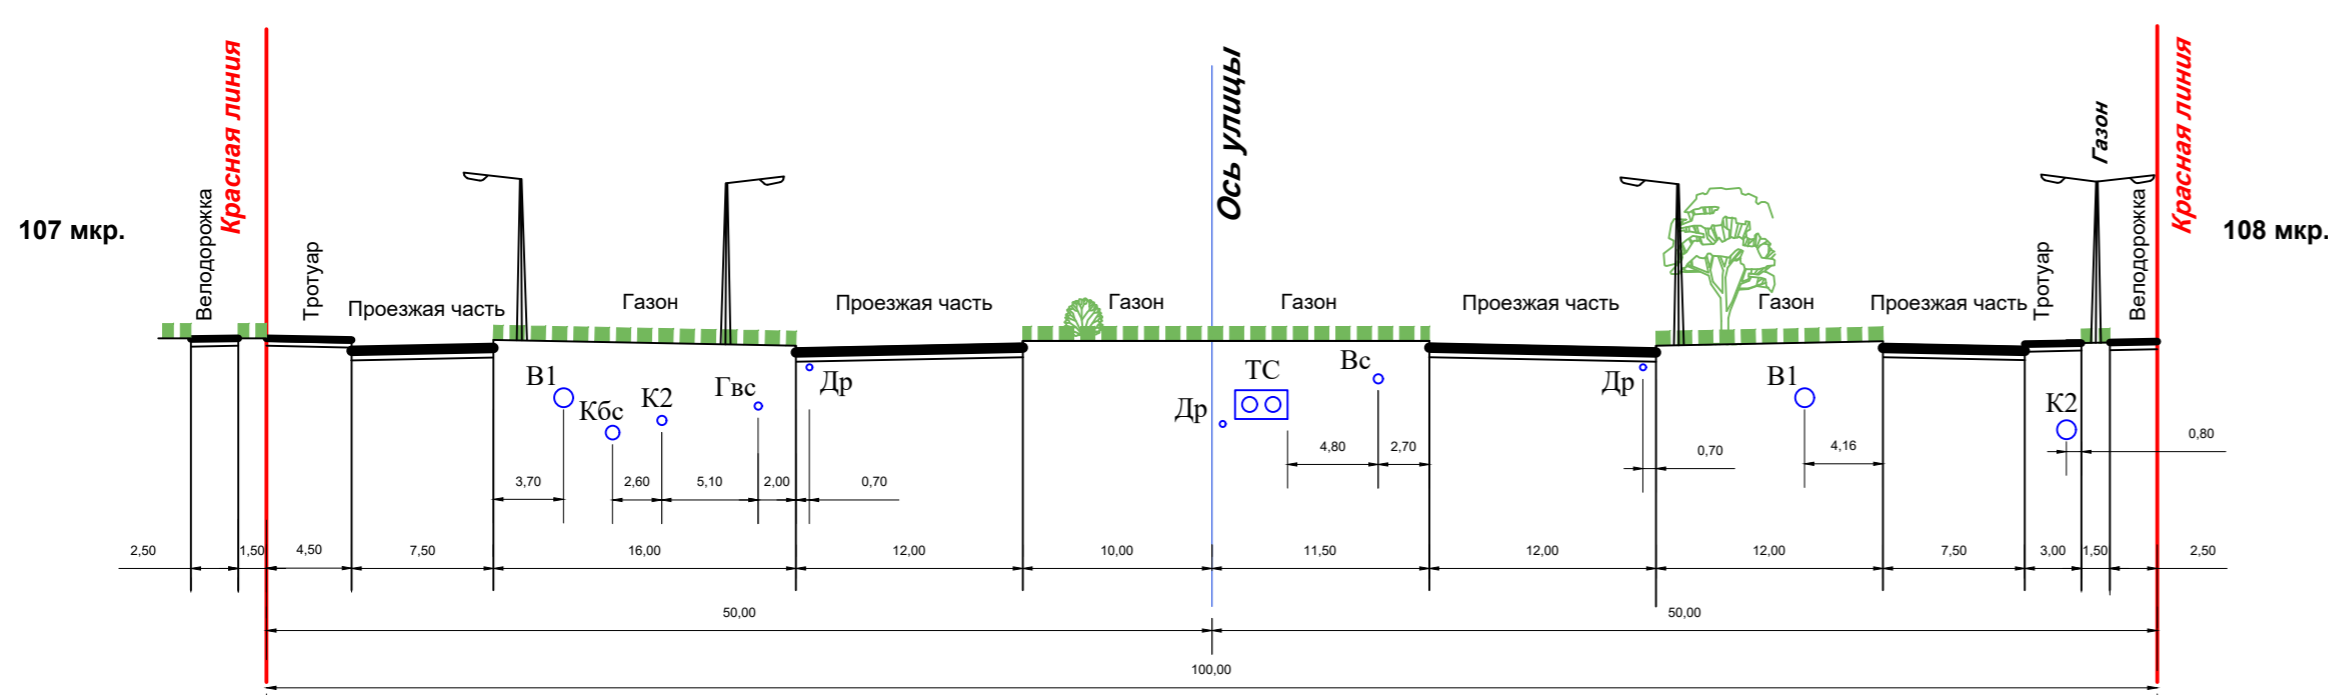 107 мкр.
Велодорожка
Красная линия
Тротуар
Проезжая часть
Газон
Проезжая часть
Газон
Ось улицы
Газон
Проезжая часть
Газон
Проезжая часть
Тротуар
Газон
Велодорожка
Красная линия
108 мкр.
В1
Кбс
К2
Гвс
Др
Др
ТС
Вс
Др
В1
К2
3,70
2,60
5,10
2,00
0,70
4,80
2,70
0,70
4,16
0,80
2,50
1,50
4,50
7,50
16,00
12,00
10,00
11,50
12,00
12,00
7,50
3,00
1,50
2,50
50,00
50,00
100,00